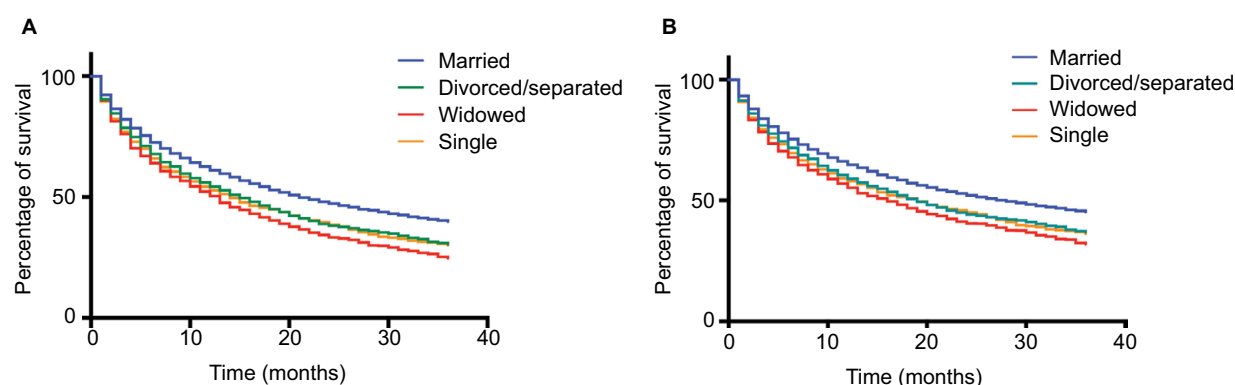 A
Percentage of survival
100
50
0
0
10
20
30
40
Time (months)
Married
Divorced/separated
Widowed
Single
B
Percentage of survival
100
50
0
0
10
20
30
40
Time (months)
Married
Divorced/separated
Widowed
Single